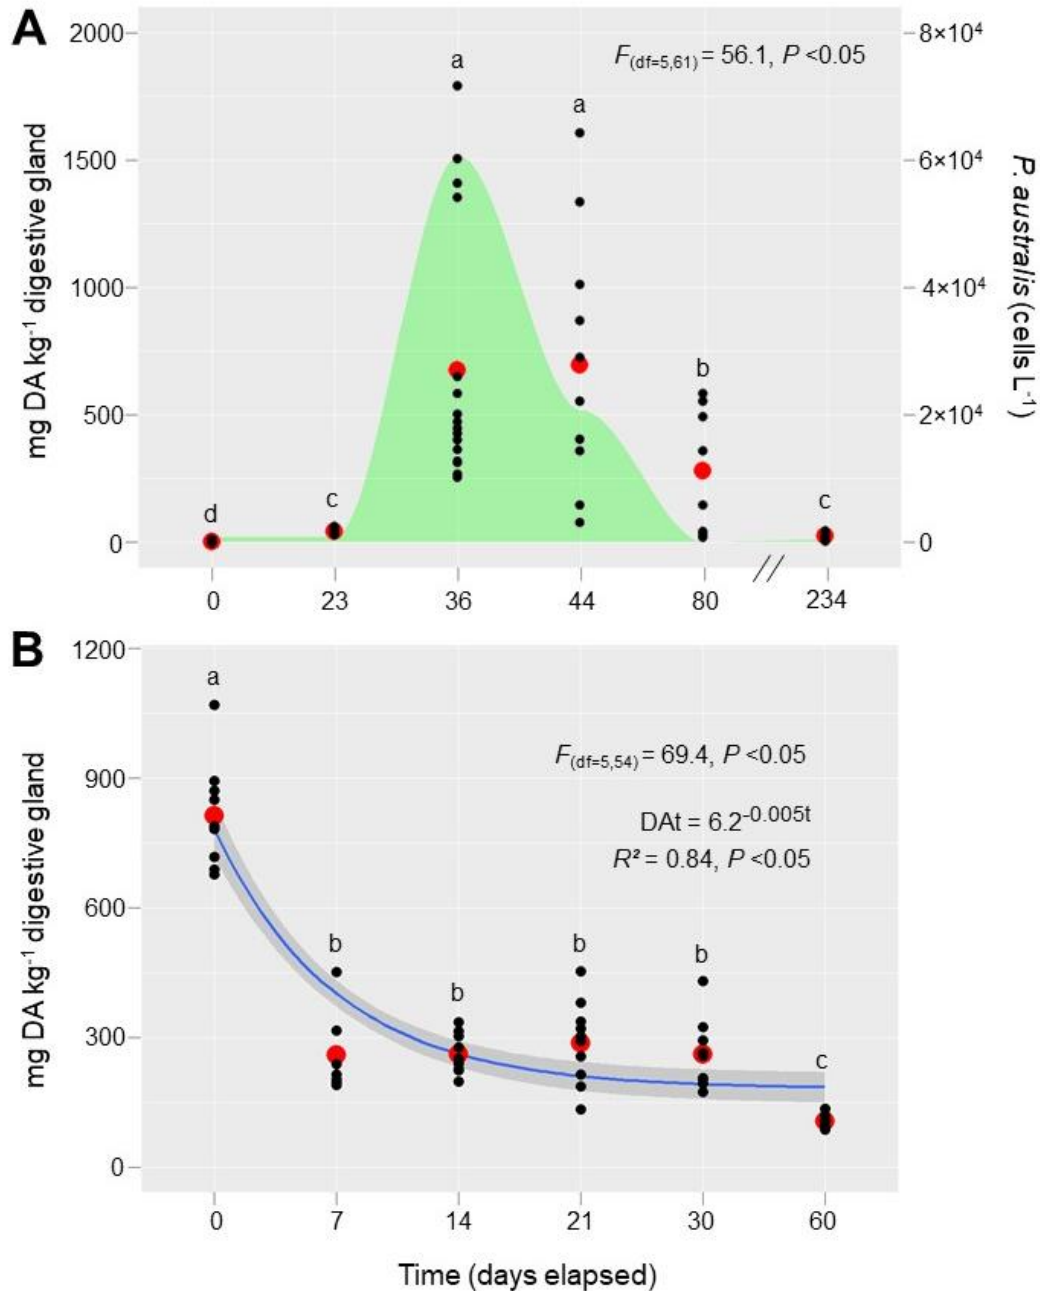 A
2000
1500
1000
500
0
mg DA kg⁻¹ digestive gland
8×10⁴
6×10⁴
4×10⁴
2×10⁴
0
P. australis (cells L⁻¹)
F(df=5,61) = 56.1, P <0.05
d
c
a
a
b
c
0 23 36 44 80 234
B
1200
900
600
300
0
mg DA kg⁻¹ digestive gland
F(df=5,54) = 69.4, P <0.05
DAt = 6.2⁻⁰·⁰⁰⁵ᵗ
R² = 0.84, P <0.05
a
b
b
b
b
c
0 7 14 21 30 60
Time (days elapsed)